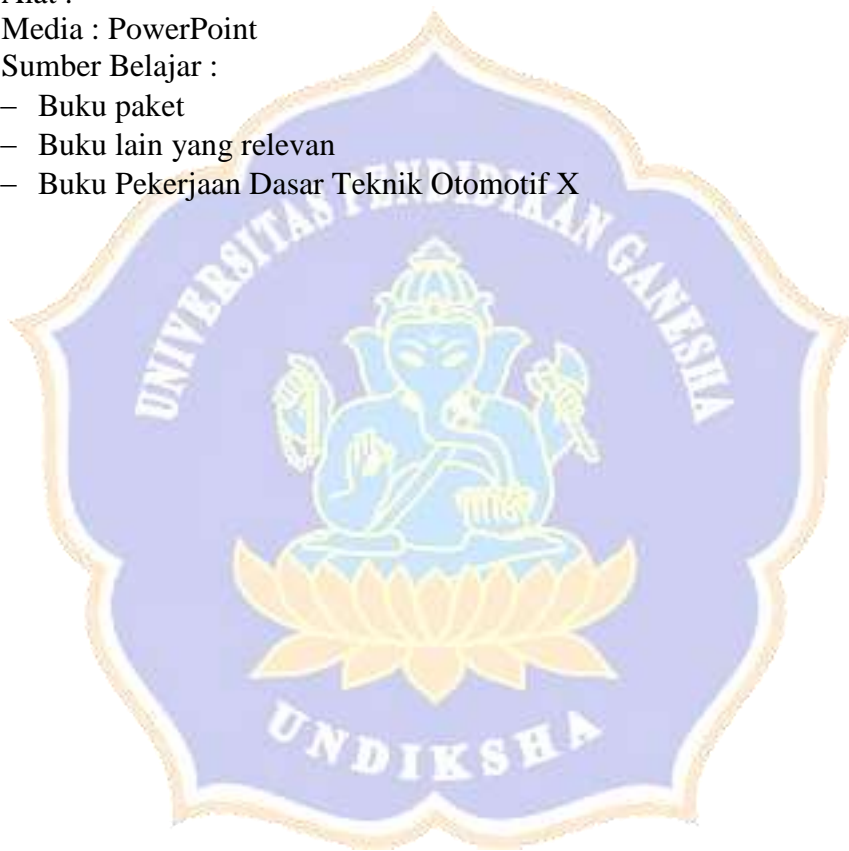 Alat :
Media : PowerPoint
Sumber Belajar :
– Buku paket
– Buku lain yang relevan
– Buku Pekerjaan Dasar Teknik Otomotif X
UNIVERSITAS PENDIDIKAN GANESHA
UNDIKSHA